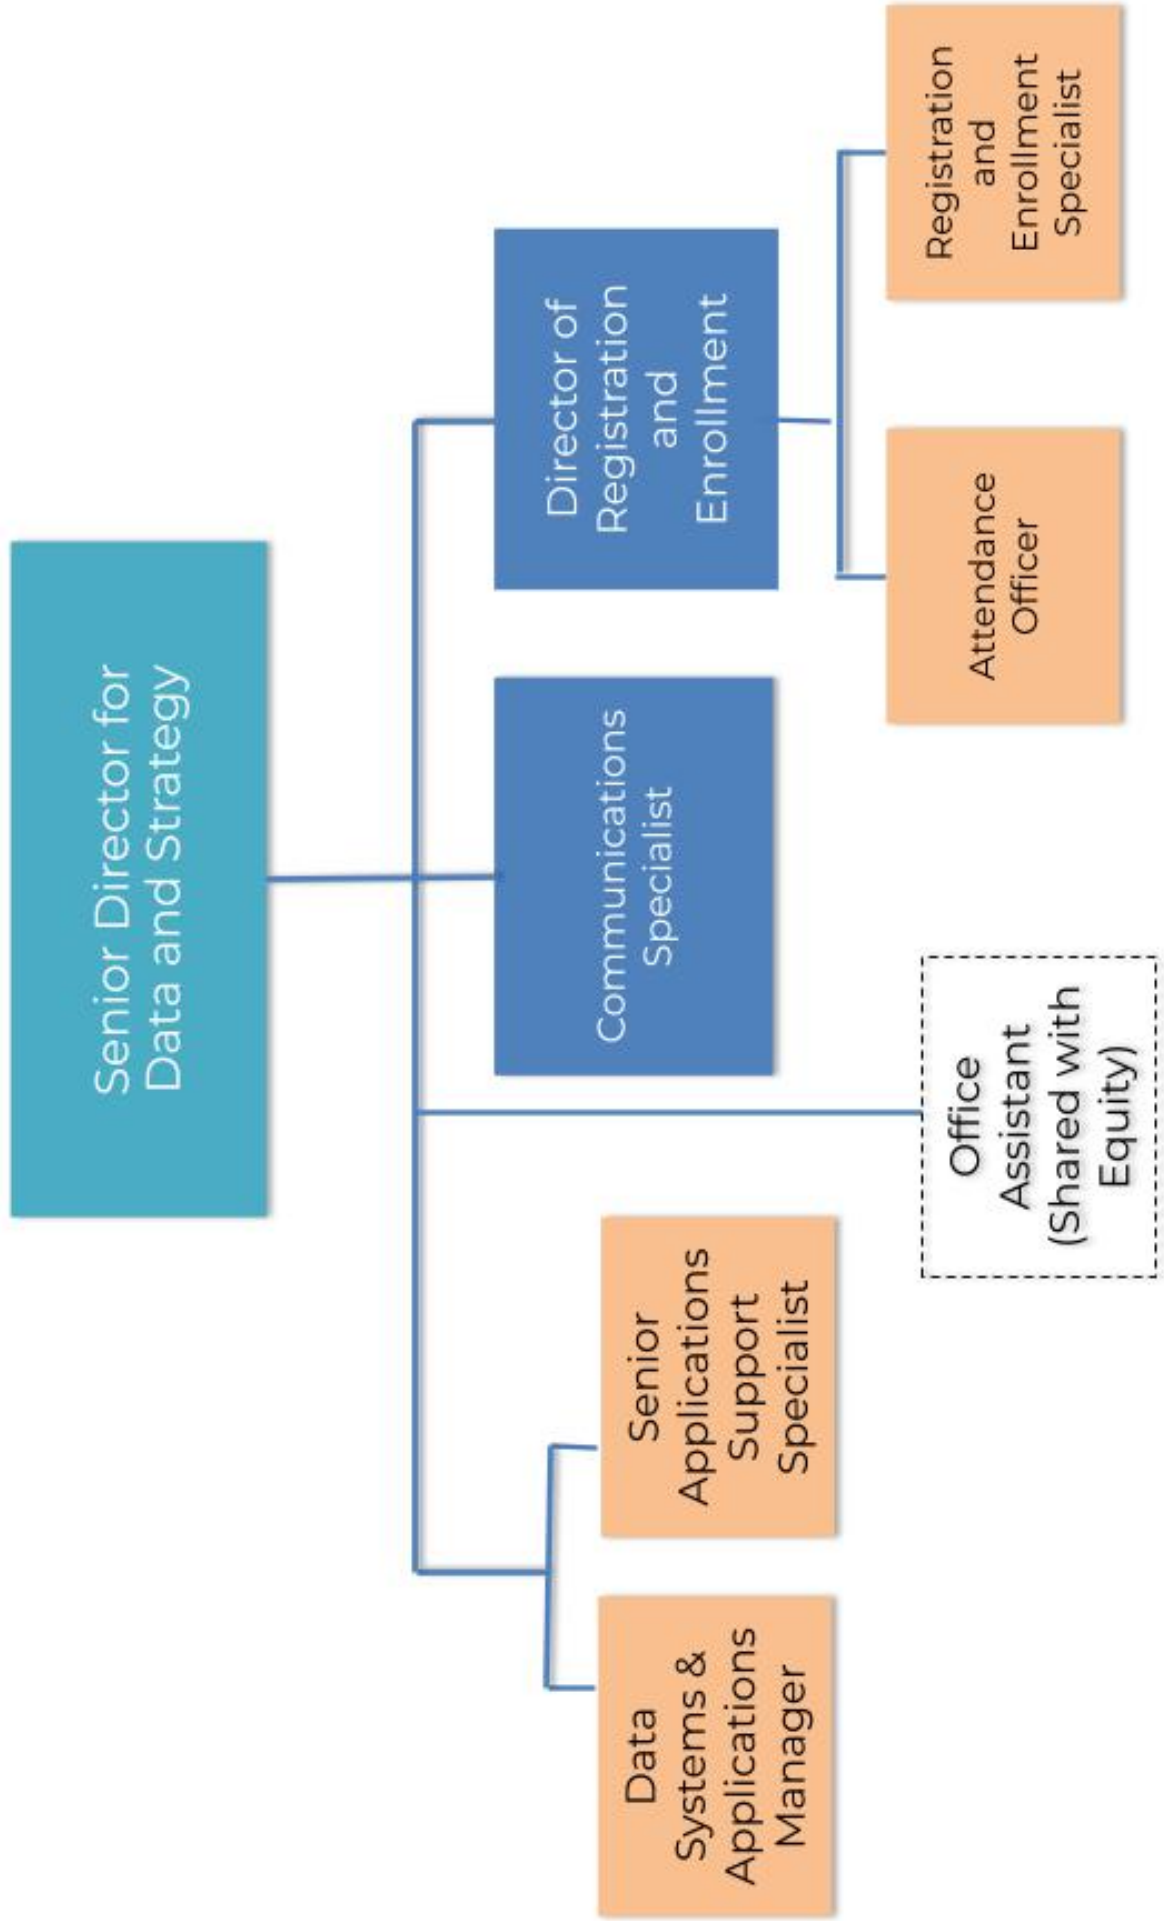 Senior Director for
Data and Strategy
Data
Systems &
Applications
Manager
Senior
Applications
Support
Specialist
Office
Assistant
(Shared with
Equity)
Communications
Specialist
Director of
Registration
and
Enrollment
Attendance
Officer
Registration
and
Enrollment
Specialist